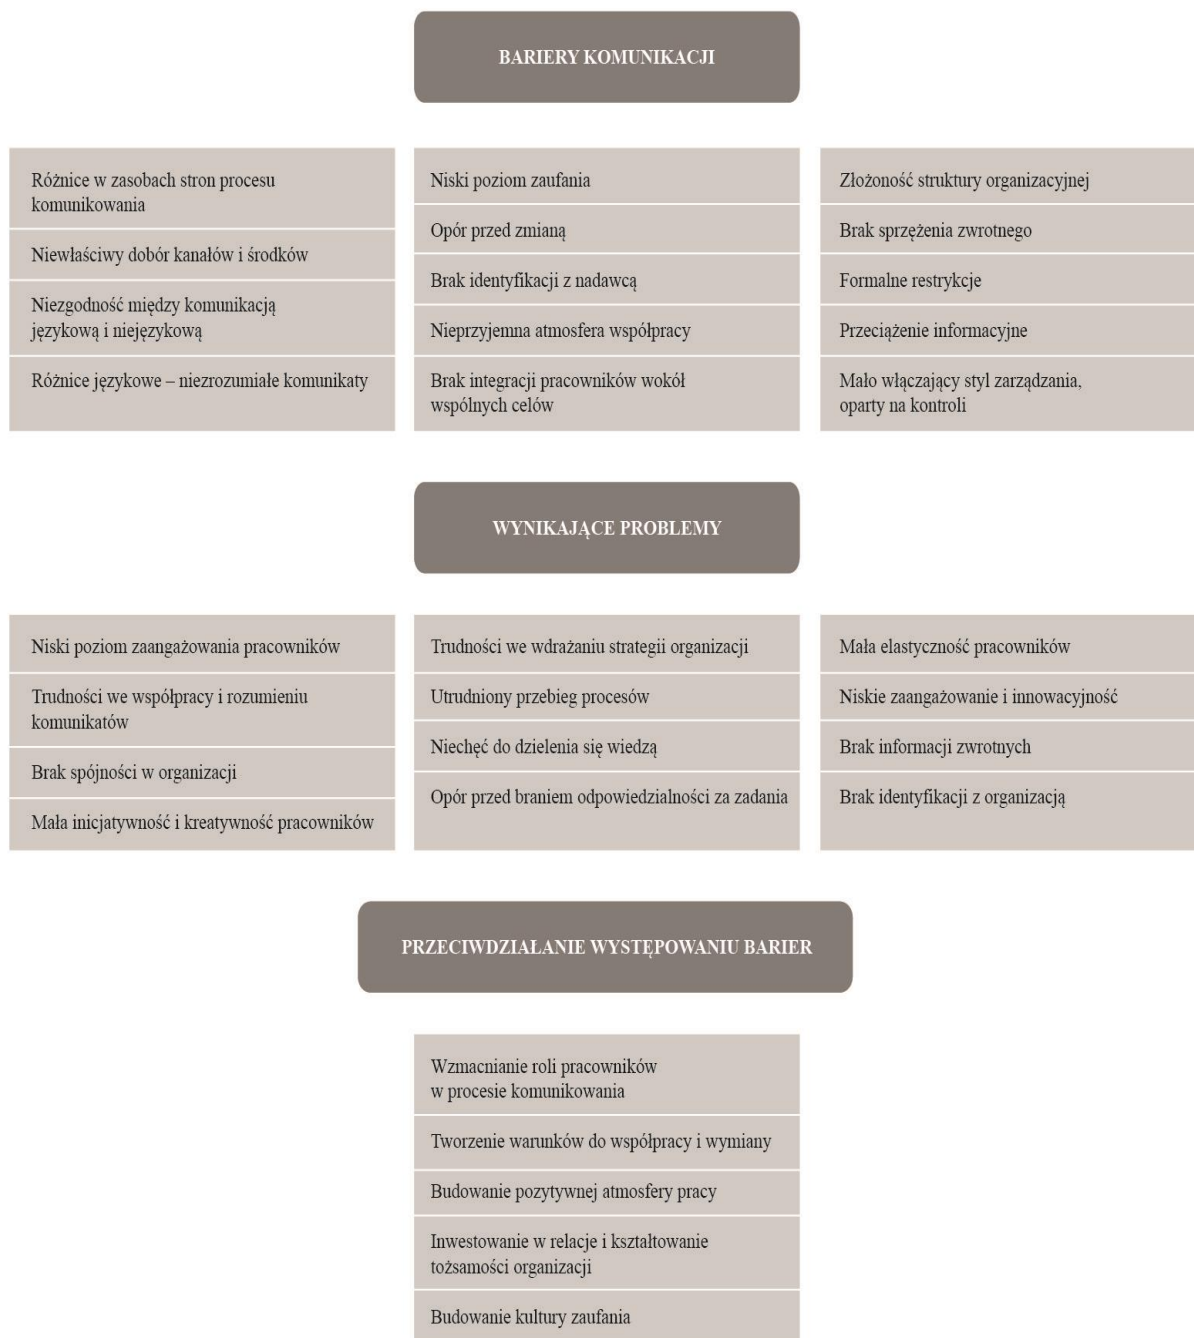 BARIERY KOMUNIKACJI
Różnice w zasobach stron procesu
komunikowania
Niewłaściwy dobór kanałów i środków
Niezgodność między komunikacją
językową i niejęzykową
Różnice językowe – niezrozumiałe komunikaty
Niski poziom zaufania
Opór przed zmianą
Brak identyfikacji z nadawcą
Nieprzyjemna atmosfera współpracy
Brak integracji pracowników wokół
wspólnych celów
Złożoność struktury organizacyjnej
Brak sprzężenia zwrotnego
Formalne restrykcje
Przeciążenie informacyjne
Mało włączający styl zarządzania,
oparty na kontroli
WYNIKAJĄCE PROBLEMY
Niski poziom zaangażowania pracowników
Trudności we współpracy i rozumieniu
komunikatów
Brak spójności w organizacji
Mała inicjatywność i kreatywność pracowników
Trudności we wdrażaniu strategii organizacji
Utrudniony przebieg procesów
Niechęć do dzielenia się wiedzą
Opór przed braniem odpowiedzialności za zadania
Mała elastyczność pracowników
Niskie zaangażowanie i innowacyjność
Brak informacji zwrotnych
Brak identyfikacji z organizacją
PRZECIWDZIAŁANIE WYSTĘPOWANIU BARIER
Wzmacnianie roli pracowników
w procesie komunikowania
Tworzenie warunków do współpracy i wymiany
Budowanie pozytywnej atmosfery pracy
Inwestowanie w relacje i kształtowanie
tożsamości organizacji
Budowanie kultury zaufania